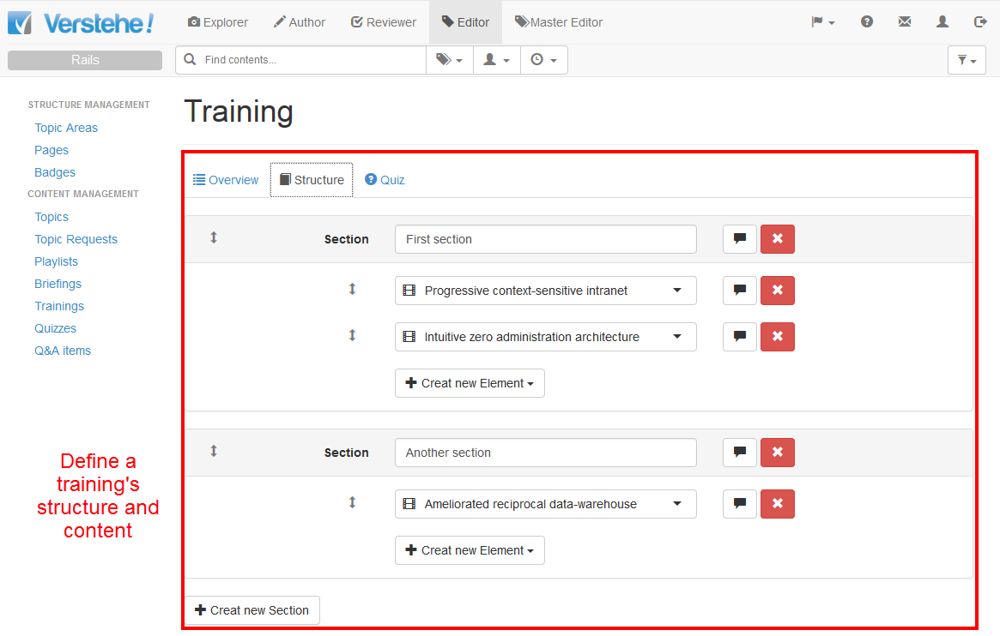 Verstehe! Explorer Author Reviewer Editor Master Editor
Rails Find contents...
STRUCTURE MANAGEMENT
Topic Areas
Pages
Badges
CONTENT MANAGEMENT
Topics
Topic Requests
Playlists
Briefings
Trainings
Quizzes
Q&A items
Define a
training's
structure and
content
Training
Overview Structure Quiz
Section First section
Progressive context-sensitive intranet
Intuitive zero administration architecture
Creat new Element
Section Another section
Ameliorated reciprocal data-warehouse
Creat new Element
Creat new Section